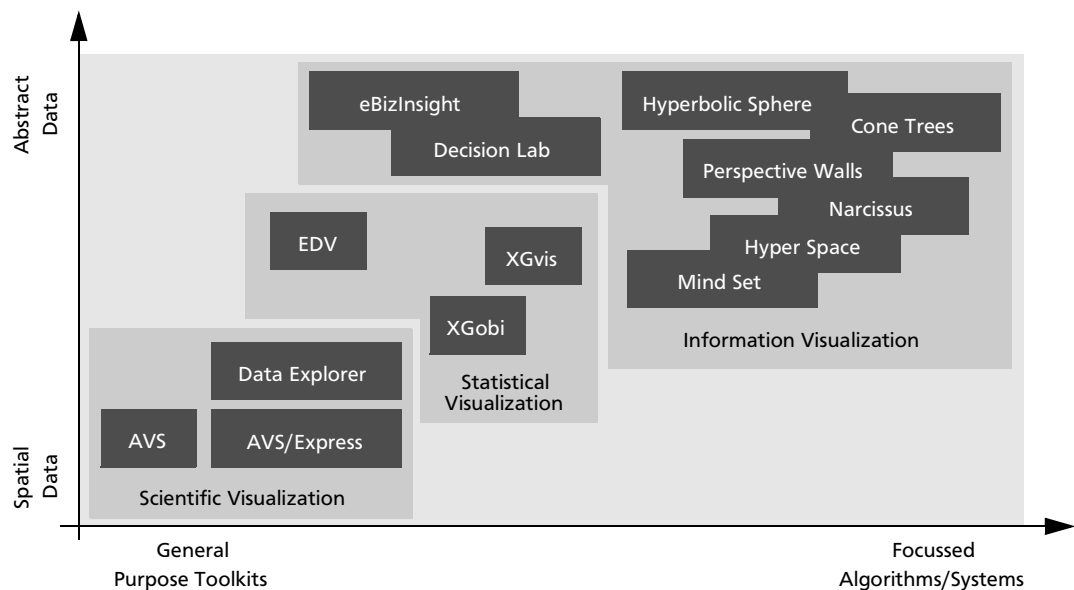 Abstract
Data
eBizInsight
Decision Lab
Hyperbolic Sphere
Cone Trees
Perspective Walls
Narcissus
Hyper Space
Mind Set
Information Visualization
EDV
XGvis
XGobi
Statistical
Visualization
Data Explorer
AVS
AVS/Express
Scientific Visualization
Spatial
Data
General
Purpose Toolkits
Focussed
Algorithms/Systems